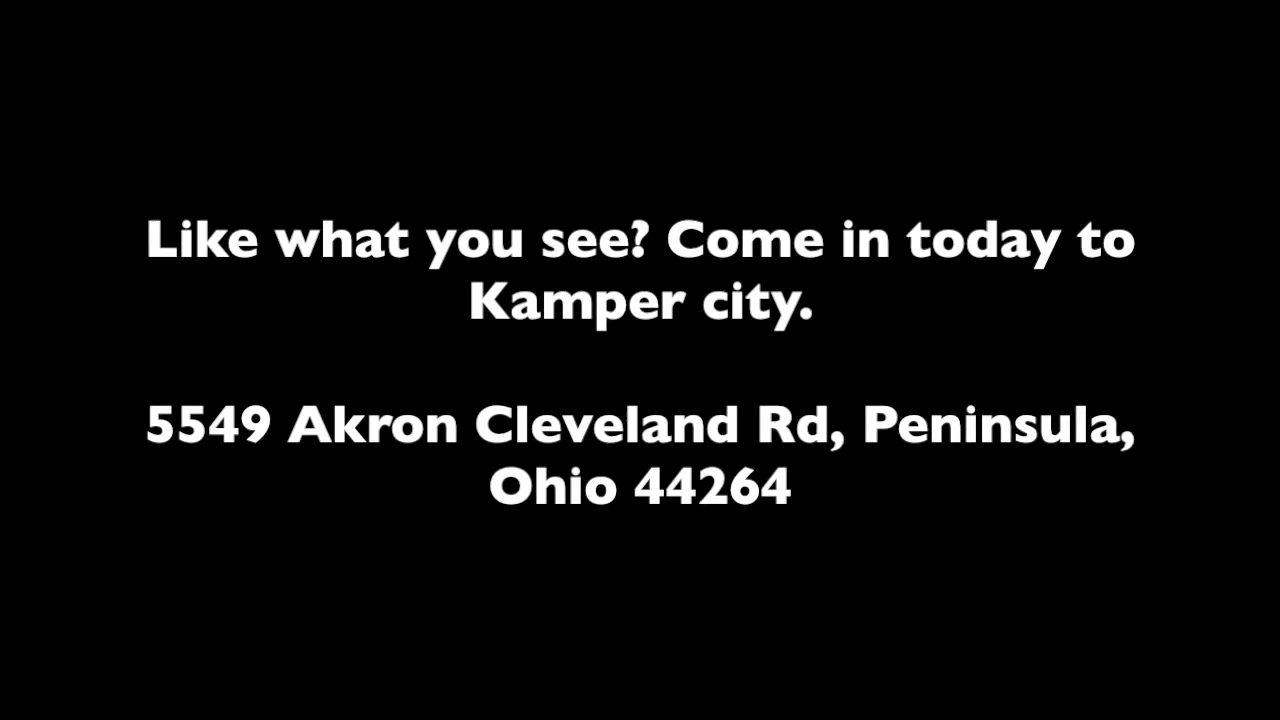 Like what you see? Come in today to
Kamper city.
5549 Akron Cleveland Rd, Peninsula,
Ohio 44264